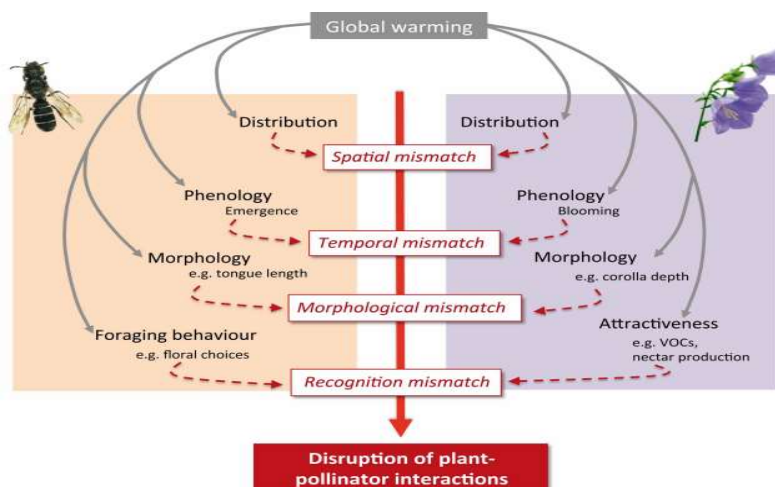 Global warming
Distribution
Distribution
Spatial mismatch
Phenology
Emergence
Phenology
Blooming
Temporal mismatch
Morphology
e.g. tongue length
Morphology
e.g. corolla depth
Morphological mismatch
Foraging behaviour
e.g. floral choices
Attractiveness
e.g. VOCs,
nectar production
Recognition mismatch
Disruption of plant-
pollinator interactions